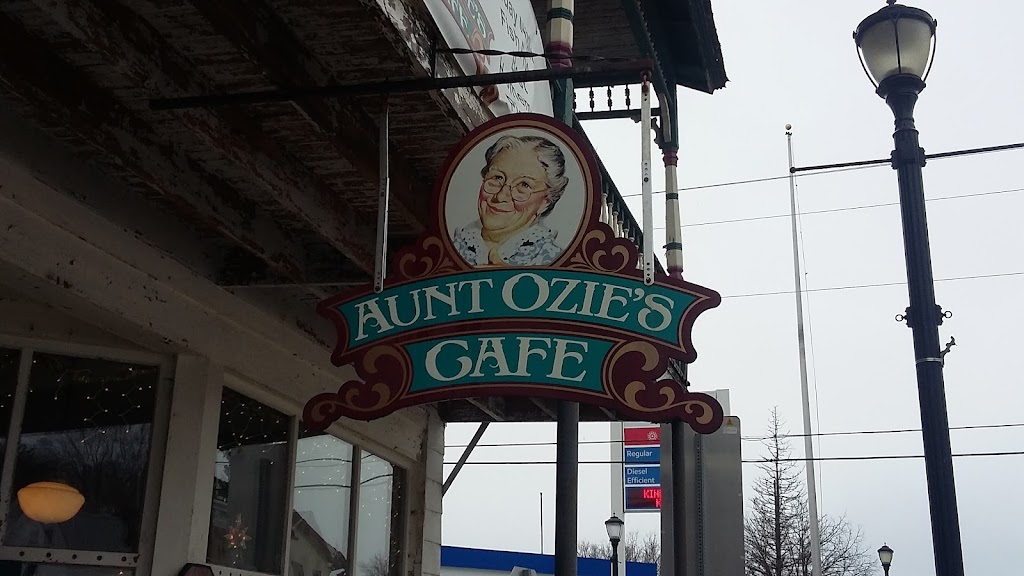 AUNT OZIE'S
CAFE
Regular
Diesel
Efficient